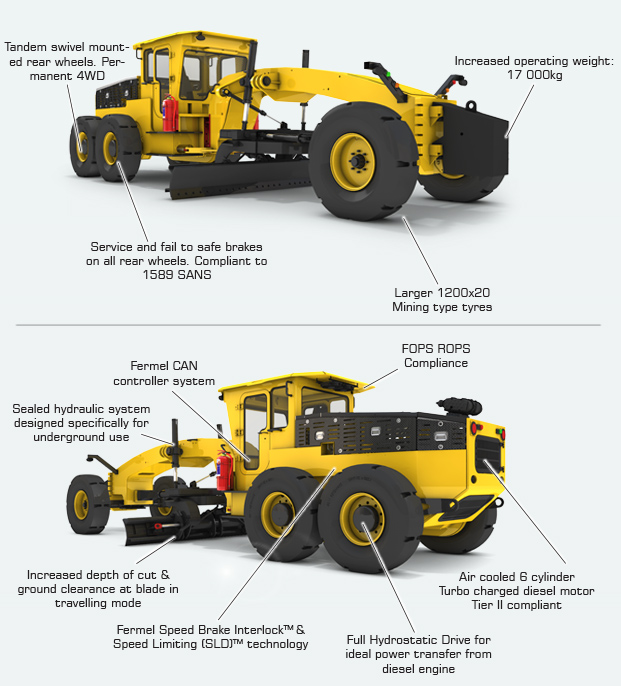 Tandem swivel mount-
ed rear wheels. Per-
manent 4WD
Increased operating weight:
17 000kg
Service and fail to safe brakes
on all rear wheels. Compliant to
1589 SANS
Larger 1200x20
Mining type tyres
FOPS ROPS
Compliance
Fermel CAN
controller system
Sealed hydraulic system
designed specifically for
underground use
Increased depth of cut &
ground clearance at blade in
travelling mode
Air cooled 6 cylinder
Turbo charged diesel motor
Tier II compliant
Fermel Speed Brake Interlock™ &
Speed Limiting (SLD)™ technology
Full Hydrostatic Drive for
ideal power transfer from
diesel engine